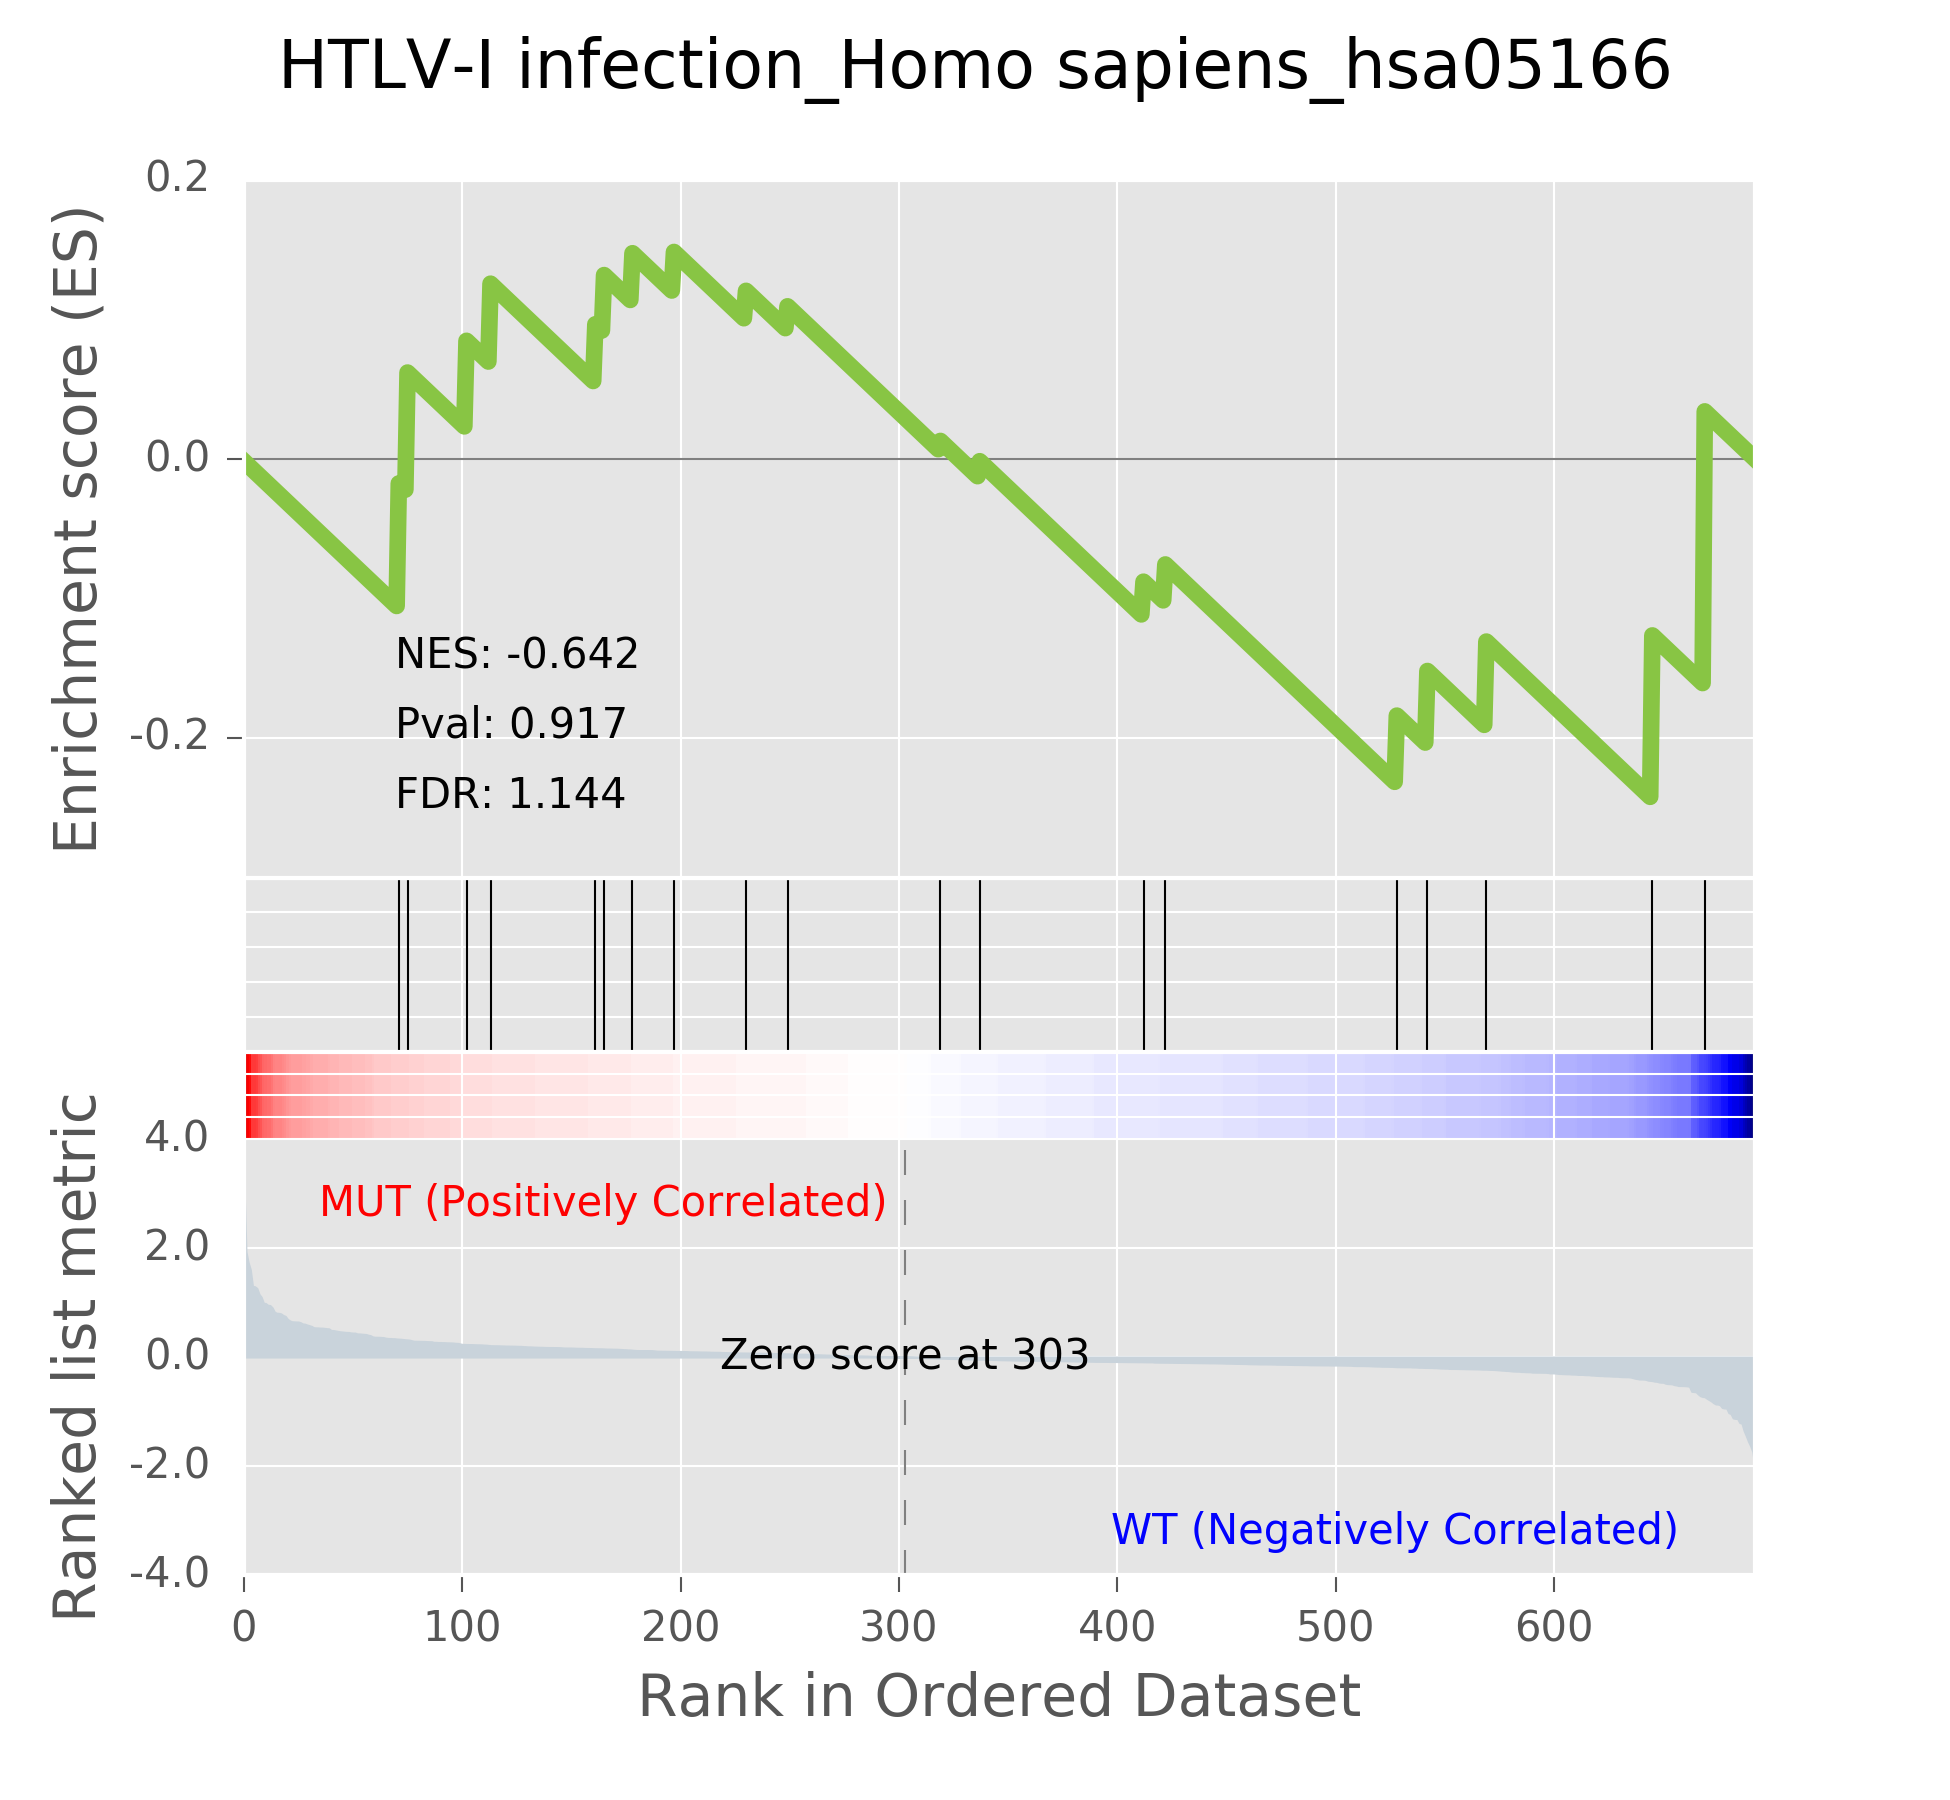 HTLV-I infection_Homo sapiens_hsa05166
Enrichment score (ES)
0.2
0.0
-0.2
NES: -0.642
Pval: 0.917
FDR: 1.144
Ranked list metric
4.0
2.0
0.0
-2.0
-4.0
MUT (Positively Correlated)
Zero score at 303
WT (Negatively Correlated)
0 100 200 300 400 500 600
Rank in Ordered Dataset